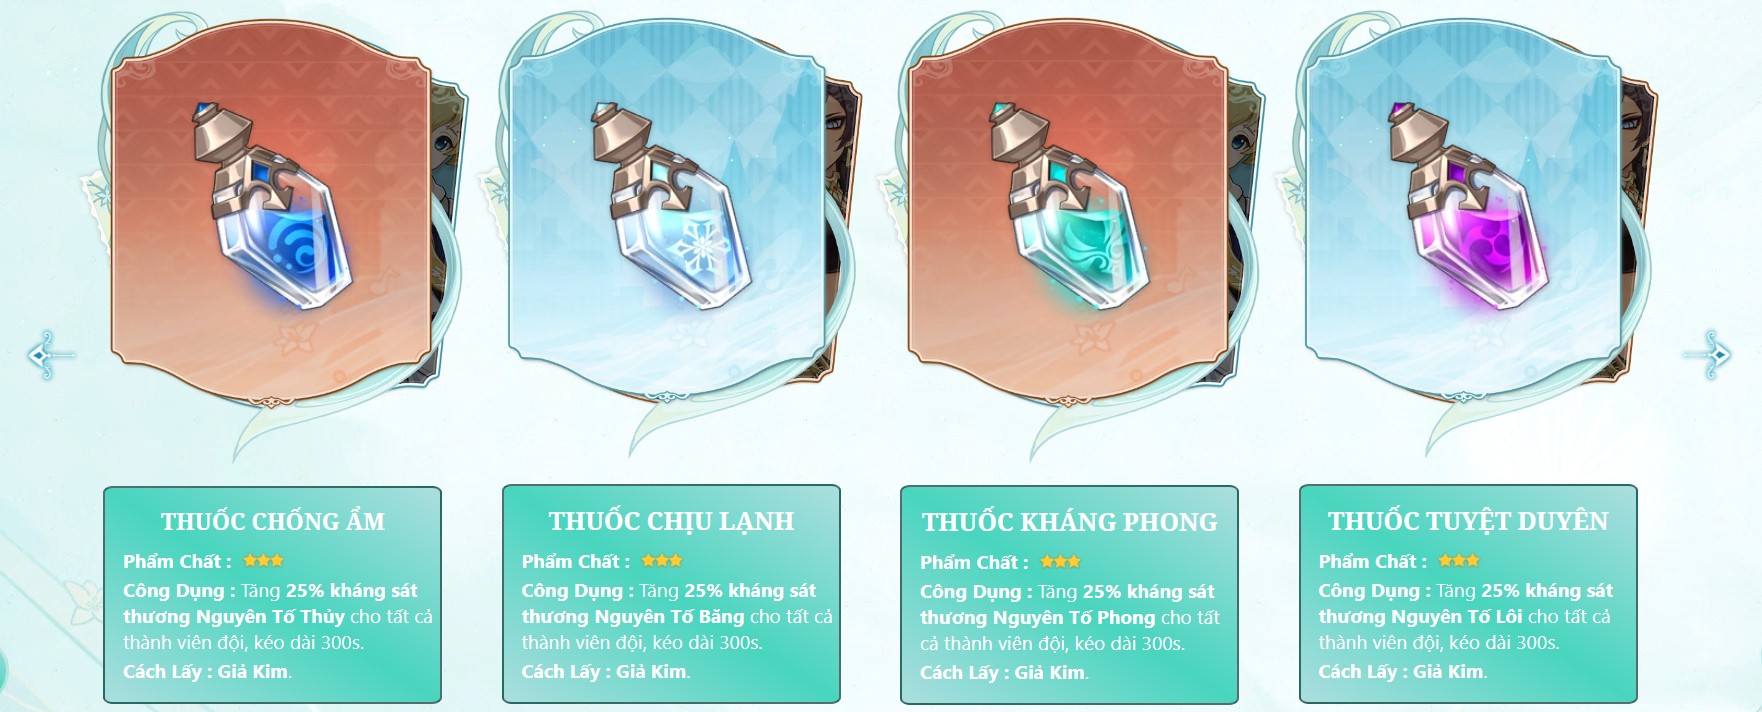 THUỐC CHỐNG ẨM
Phẩm Chất :
Công Dụng : Tăng 25% kháng sát
thương Nguyên Tố Thủy cho tất cả
thành viên đội, kéo dài 300s.
Cách Lấy : Giả Kim.
THUỐC CHỊU LẠNH
Phẩm Chất :
Công Dụng : Tăng 25% kháng sát
thương Nguyên Tố Băng cho tất cả
thành viên đội, kéo dài 300s.
Cách Lấy : Giả Kim.
THUỐC KHÁNG PHONG
Phẩm Chất :
Công Dụng : Tăng 25% kháng sát
thương Nguyên Tố Phong cho tất
cả thành viên đội, kéo dài 300s.
Cách Lấy : Giả Kim.
THUỐC TUYỆT DUYÊN
Phẩm Chất :
Công Dụng : Tăng 25% kháng sát
thương Nguyên Tố Lôi cho tất cả
thành viên đội, kéo dài 300s.
Cách Lấy : Giả Kim.